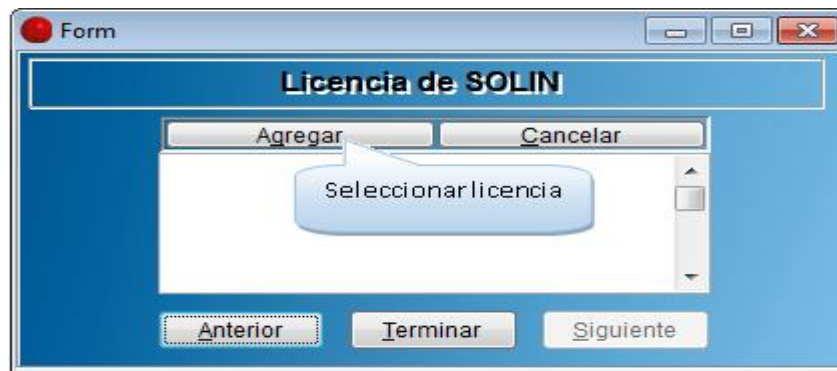 Form
Licencia de SOLIN
Agregar Cancelar
Seleccionar licencia
Anterior Terminar Siguiente